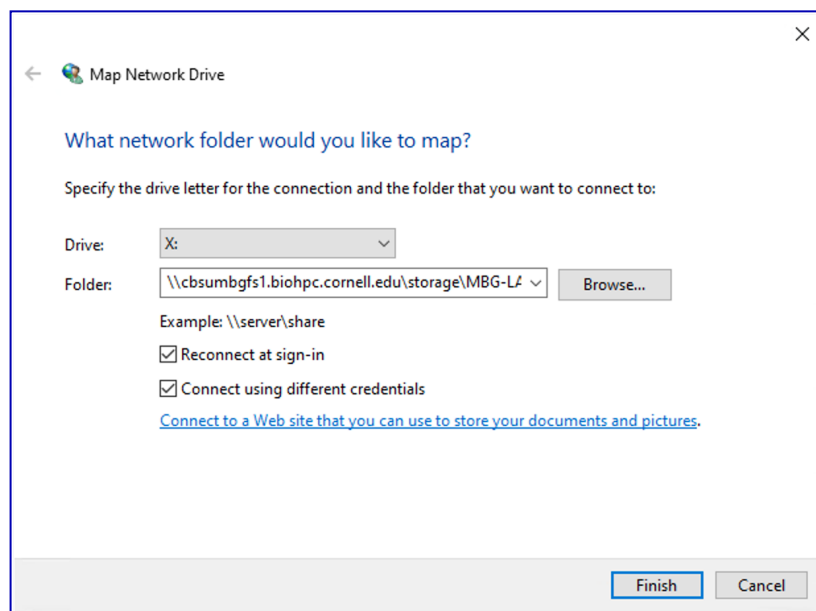 Map Network Drive
What network folder would you like to map?
Specify the drive letter for the connection and the folder that you want to connect to:
Drive: X:
Folder: \\cbsumbgfs1.biohpc.cornell.edu\storage\MBG-LA Browse...
Example: \\server\share
Reconnect at sign-in
Connect using different credentials
Connect to a Web site that you can use to store your documents and pictures.
Finish Cancel